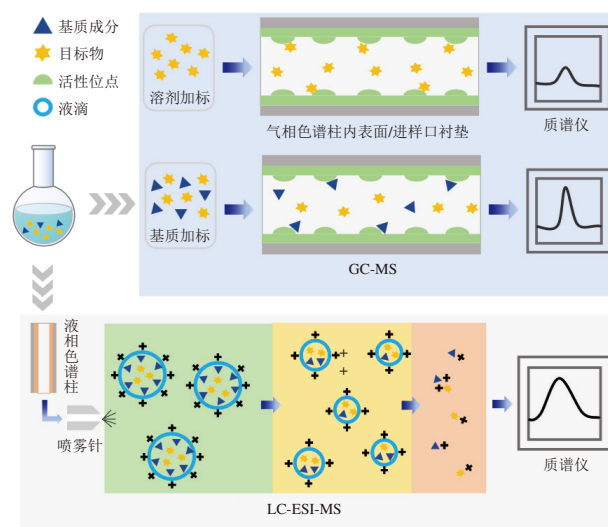 基质成分
目标物
活性位点
液滴
溶剂加标
气相色谱柱内表面/进样口衬垫
质谱仪
基质加标
GC-MS
液相色谱柱
喷雾针
质谱仪
LC-ESI-MS